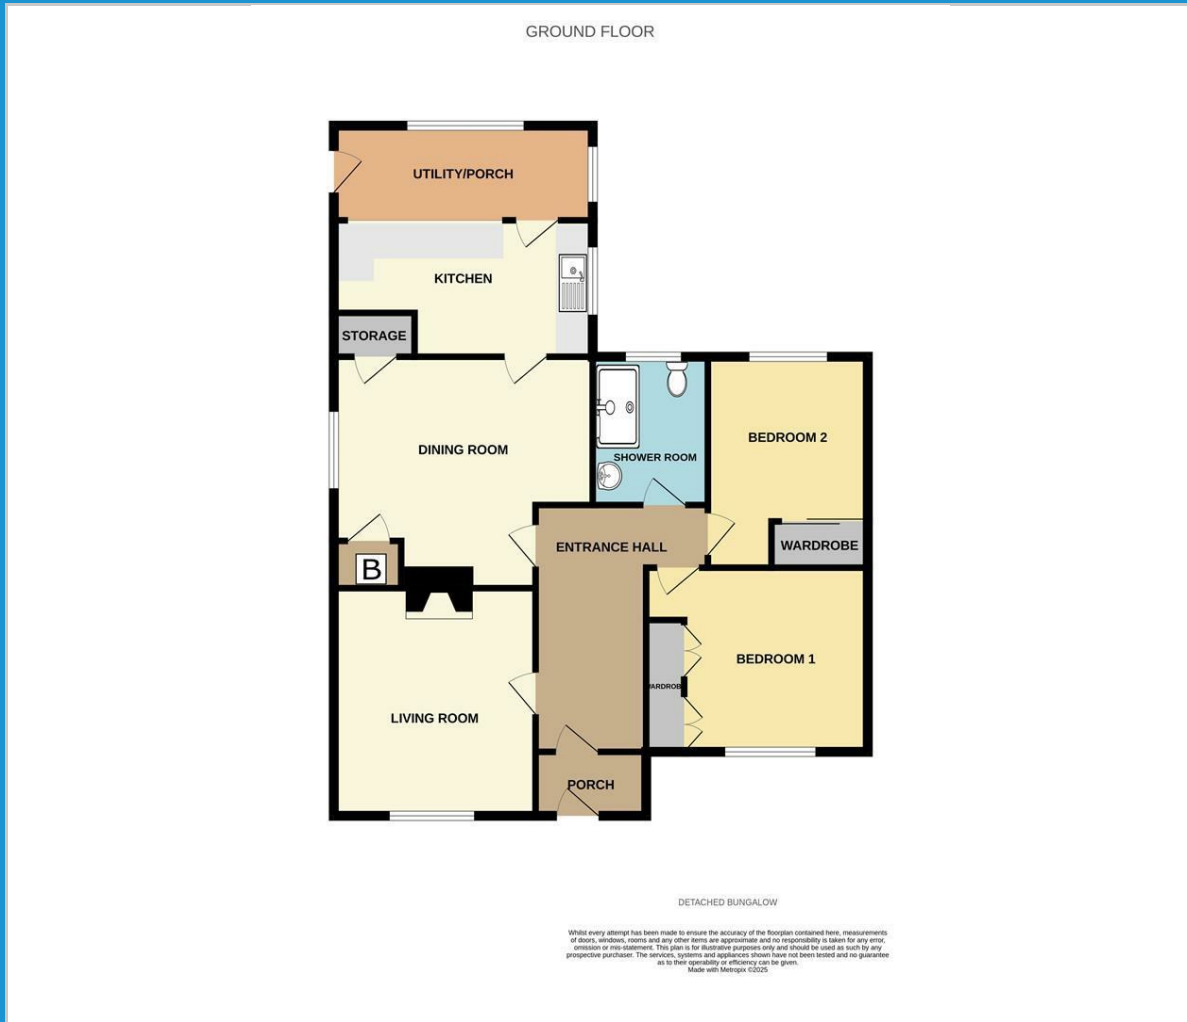 GROUND FLOOR
UTILITY/PORCH
KITCHEN
STORAGE
DINING ROOM
SHOWER ROOM
BEDROOM 2
WARDROBE
ENTRANCE HALL
B
BEDROOM 1
WARDROBE
LIVING ROOM
PORCH
DETACHED BUNGALOW
Whilst every attempt has been made to ensure the accuracy of the floorplan contained here, measurements
of doors, windows, rooms and any other items are approximate and no responsibility is taken for any error,
omission or mis-statement. This plan is for illustrative purposes only and should be used as such by any
prospective purchaser. The services, systems and appliances shown have not been tested and no guarantee
as to their operability or efficiency can be given.
Made with Metropix ©2025